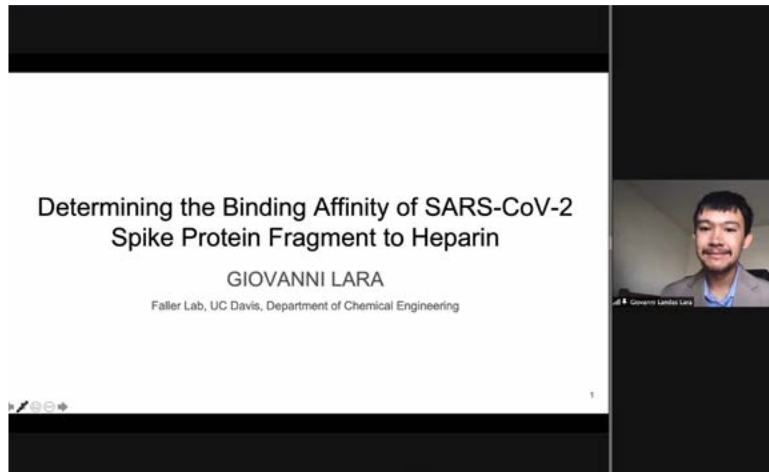 Determining the Binding Affinity of SARS-CoV-2
Spike Protein Fragment to Heparin
GIOVANNI LARA
Faller Lab, UC Davis, Department of Chemical Engineering
1
Giovanni Landas Lara